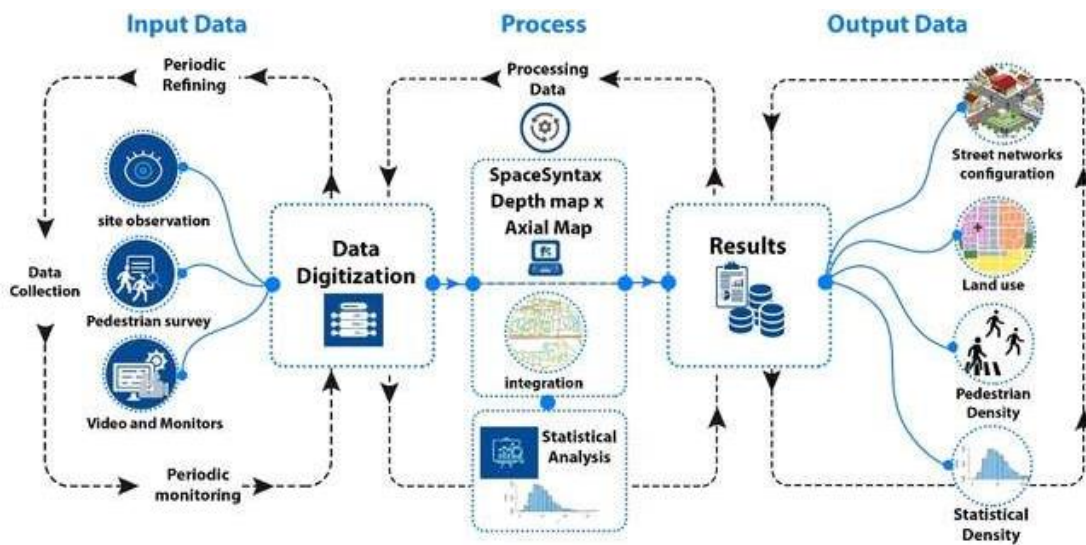 Input Data
Process
Output Data
Periodic
Refining
site observation
Data
Collection
Pedestrian survey
Video and Monitors
Periodic
monitoring
Data
Digitization
Processing
Data
SpaceSyntax
Depth map x
Axial Map
integration
Statistical
Analysis
Results
Street networks
configuration
Land use
Pedestrian
Density
Statistical
Density